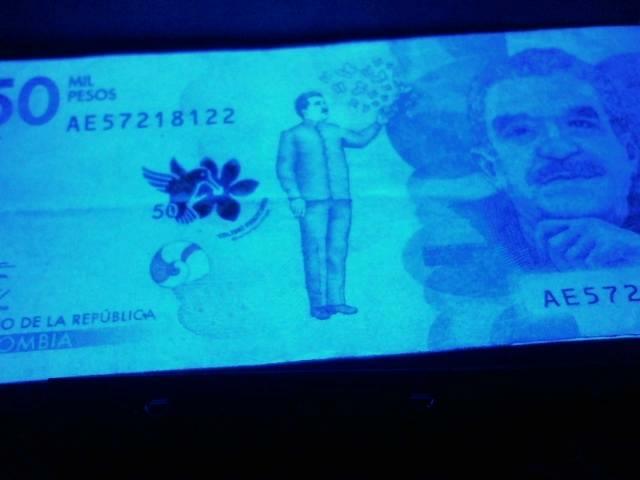 50 MIL
PESOS
AE57218122
50
O DE LA REPÚBLICA
OMBIA
AE572